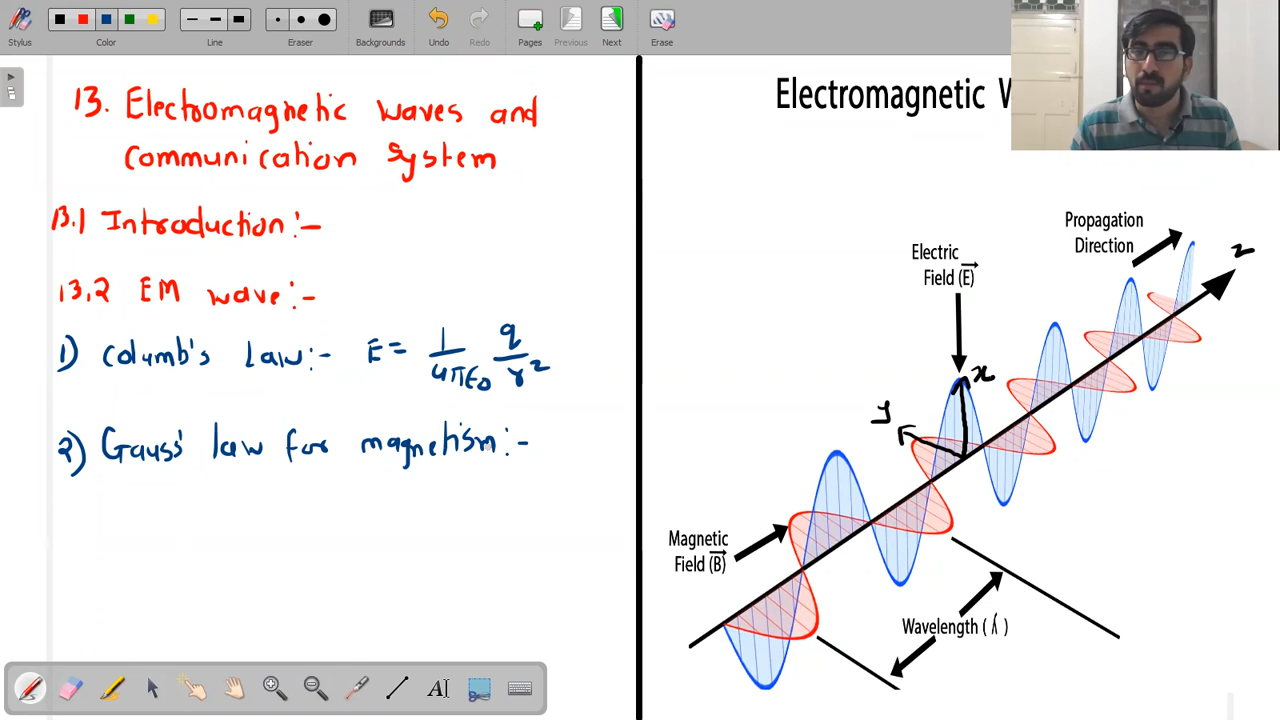 Stylus
Color
Line
Eraser
Backgrounds
Undo
Redo
Pages
Previous
Next
Erase
13. Electromagnetic waves and
communication system
13.1 Introduction:-
13.2 EM wave:-
1) Columb's Law:- E = 1/4πε0 q/r²
2) Gauss' law for magnetism:-
Electromagnetic W
Propagation
Direction
z
Electric
Field (E⃗)
x
y
Magnetic
Field (B⃗)
Wavelength (λ)
AI